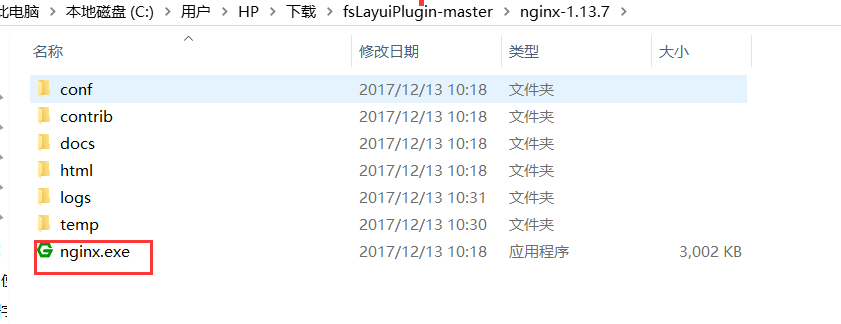 此电脑 > 本地磁盘 (C:) > 用户 > HP > 下载 > fsLayuiPlugin-master > nginx-1.13.7 >
名称 修改日期 类型 大小
conf 2017/12/13 10:18 文件夹
contrib 2017/12/13 10:18 文件夹
docs 2017/12/13 10:18 文件夹
html 2017/12/13 10:18 文件夹
logs 2017/12/13 10:31 文件夹
temp 2017/12/13 10:30 文件夹
nginx.exe 2017/12/13 10:18 应用程序 3,002 KB